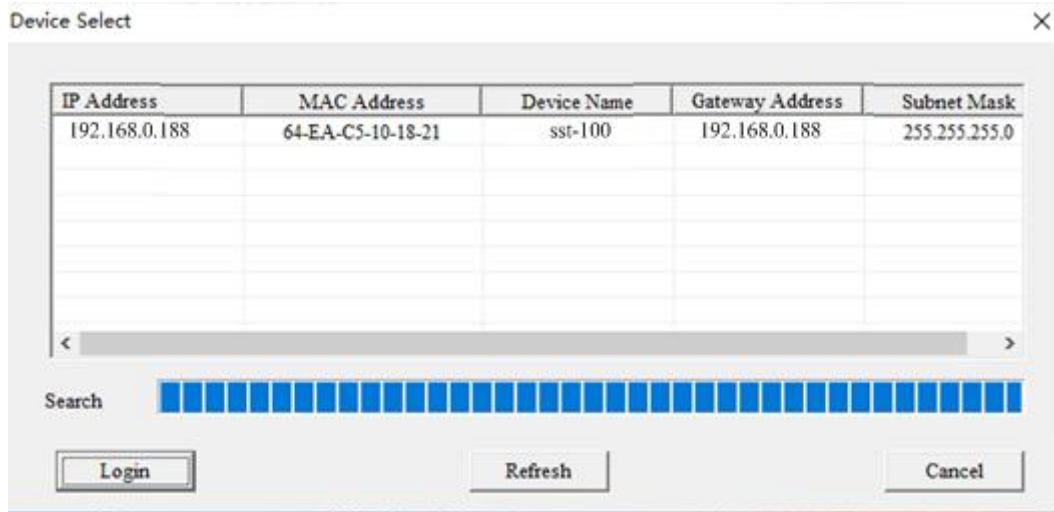 Device Select
IP Address MAC Address Device Name Gateway Address Subnet Mask
192.168.0.188 64-EA-C5-10-18-21 sst-100 192.168.0.188 255.255.255.0
Search
Login Refresh Cancel